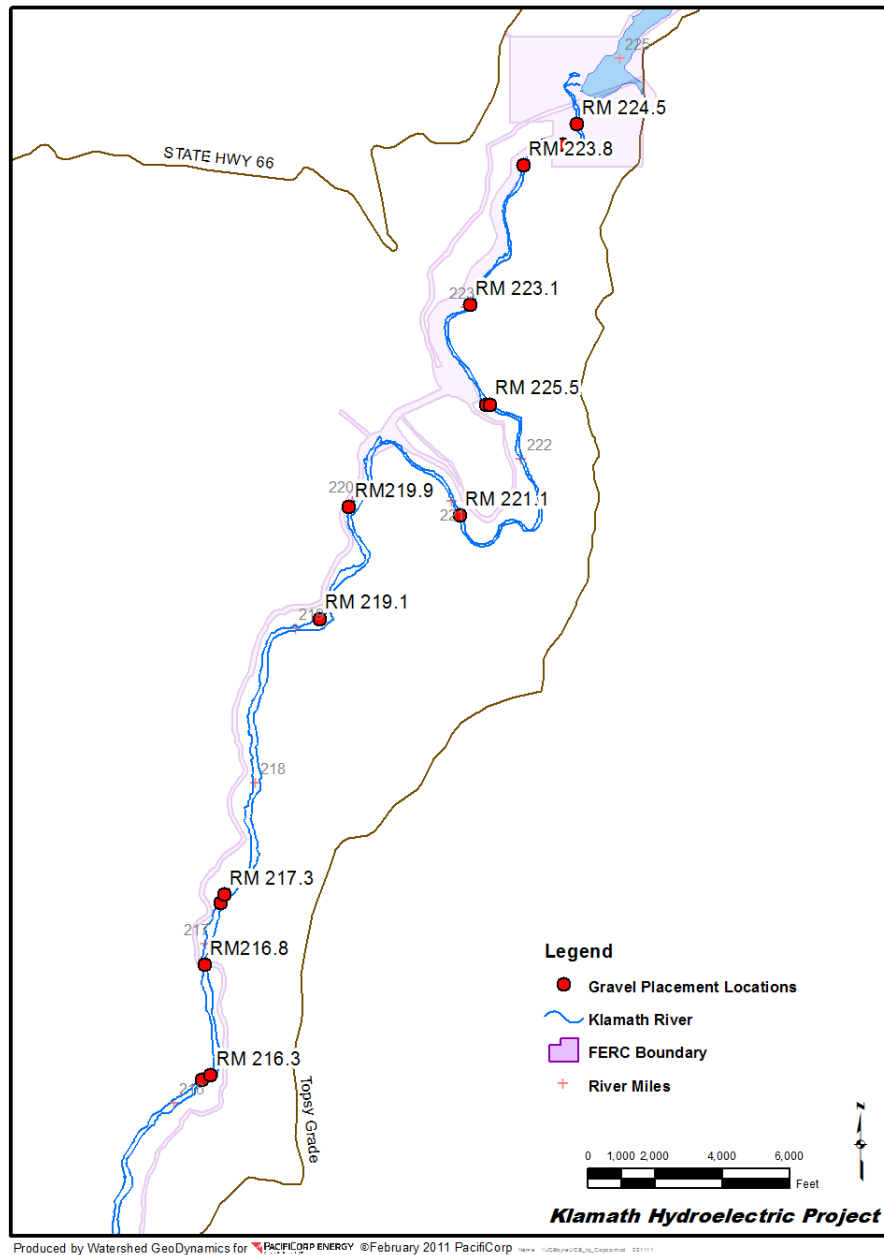 225
RM 224.5
RM 223.8
STATE HWY 66
223
RM 223.1
RM 225.5
222
220
RM219.9
RM 221.1
RM 219.1
218
RM 217.3
217
RM216.8
RM 216.3
216
Topsy Grade
Legend
Gravel Placement Locations
Klamath River
FERC Boundary
River Miles
N
0 1,000 2,000 4,000 6,000
Feet
Klamath Hydroelectric Project
Produced by Watershed GeoDynamics for PACIFICORP ENERGY ©February 2011 PacifiCorp